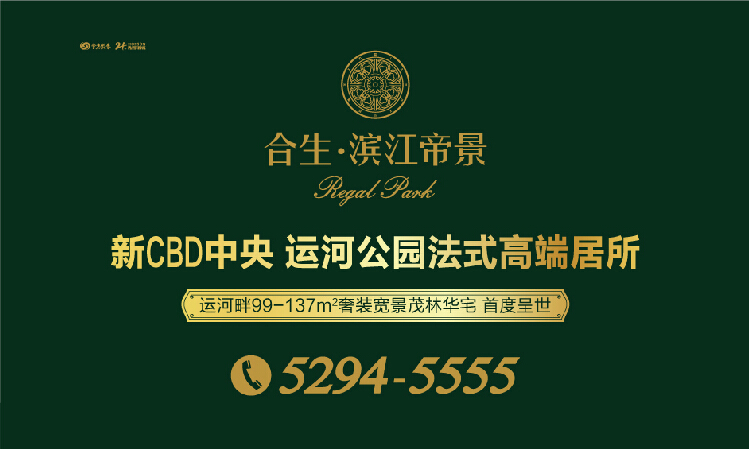 合生·滨江帝景
Regal Park
新CBD中央 运河公园法式高端居所
运河畔99-137m²奢装宽景茂林华宅 首度呈世
5294-5555